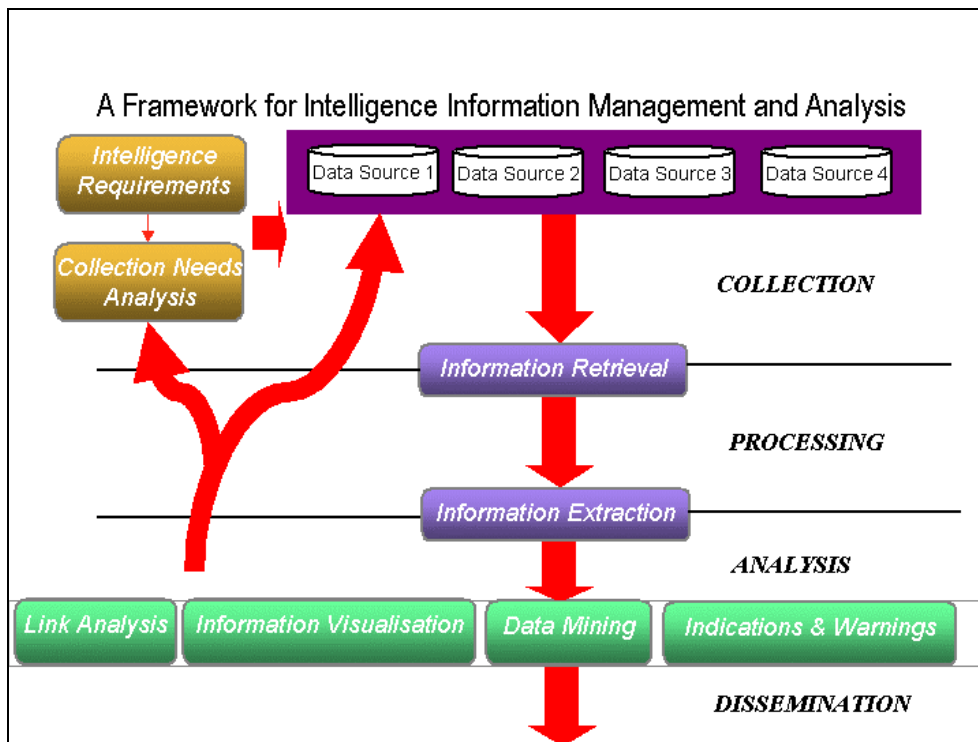 A Framework for Intelligence Information Management and Analysis
Intelligence
Requirements
Data Source 1
Data Source 2
Data Source 3
Data Source 4
Collection Needs
Analysis
COLLECTION
Information Retrieval
PROCESSING
Information Extraction
ANALYSIS
Link Analysis
Information Visualisation
Data Mining
Indications & Warnings
DISSEMINATION